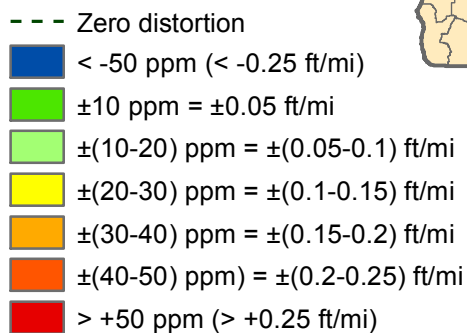 Zero distortion
< -50 ppm (< -0.25 ft/mi)
±10 ppm = ±0.05 ft/mi
±(10-20) ppm = ±(0.05-0.1) ft/mi
±(20-30) ppm = ±(0.1-0.15) ft/mi
±(30-40) ppm = ±(0.15-0.2) ft/mi
±(40-50) ppm) = ±(0.2-0.25) ft/mi
> +50 ppm (> +0.25 ft/mi)